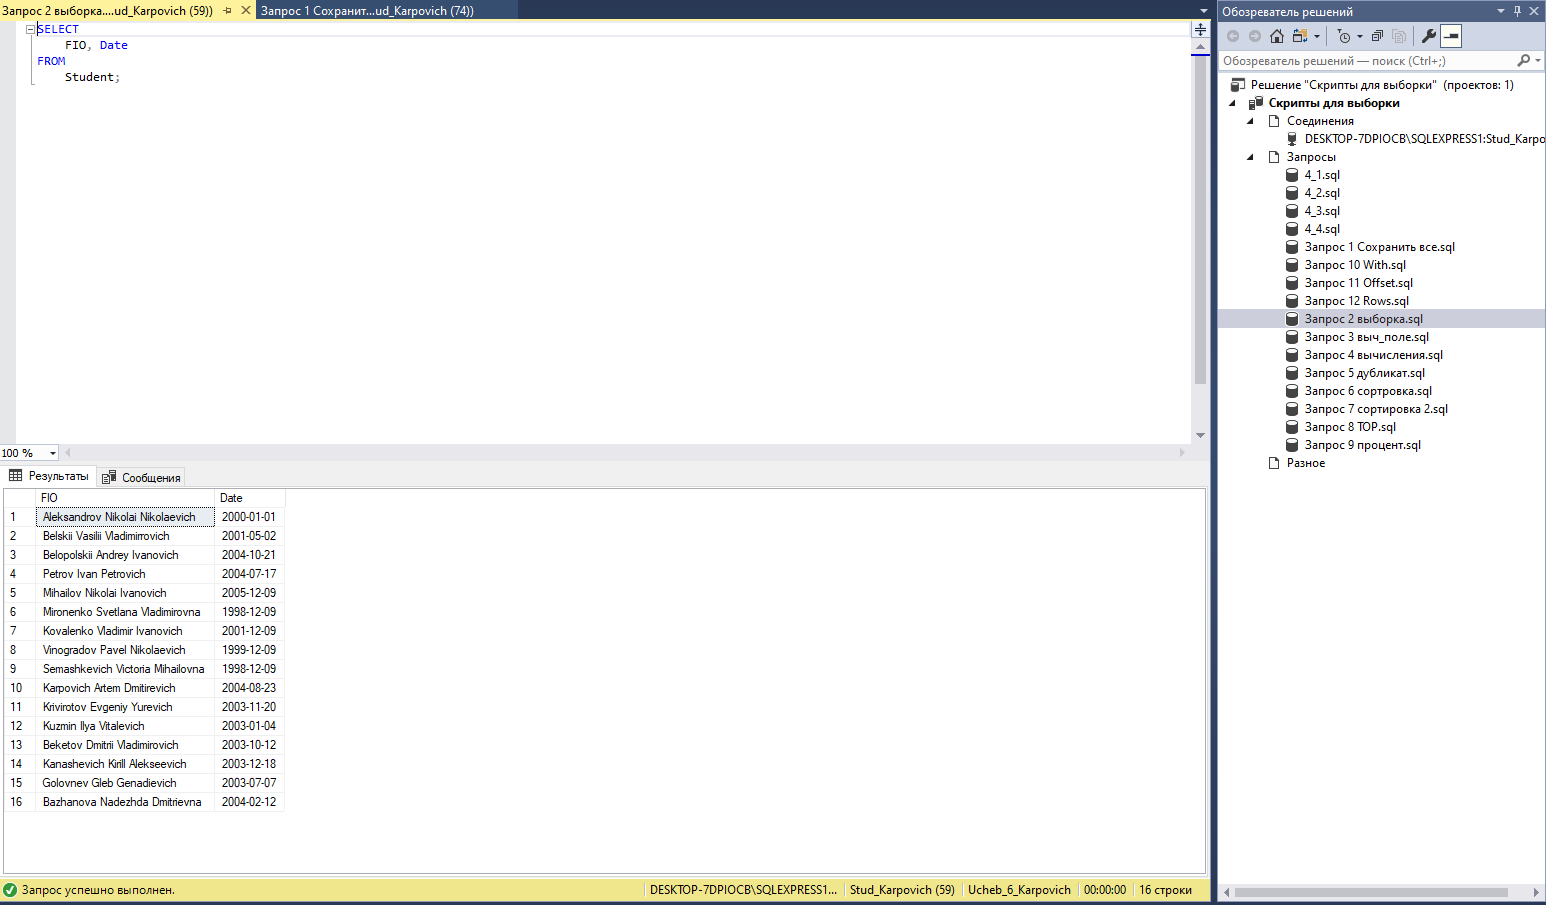 Запрос 2 выборка....ud_Karpovich (59))
Запрос 1 Сохранит...ud_Karpovich (74))
SELECT
FIO, Date
FROM
Student;
100 %
Результаты
Сообщения
FIO Date
1 Aleksandrov Nikolai Nikolaevich 2000-01-01
2 Belskii Vasilii Vladimirrovich 2001-05-02
3 Belopolskii Andrey Ivanovich 2004-10-21
4 Petrov Ivan Petrovich 2004-07-17
5 Mihailov Nikolai Ivanovich 2005-12-09
6 Mironenko Svetlana Vladimirovna 1998-12-09
7 Kovalenko Vladimir Ivanovich 2001-12-09
8 Vinogradov Pavel Nikolaevich 1999-12-09
9 Semashkevich Victoria Mihailovna 1998-12-09
10 Karpovich Artem Dmitirevich 2004-08-23
11 Krivirotov Evgeniy Yurevich 2003-11-20
12 Kuzmin Ilya Vitalevich 2003-01-04
13 Beketov Dmitrii Vladimirovich 2003-10-12
14 Kanashevich Kirill Alekseevich 2003-12-18
15 Golovnev Gleb Genadievich 2003-07-07
16 Bazhanova Nadezhda Dmitrievna 2004-02-12
Запрос успешно выполнен.
DESKTOP-7DPIOCB\SQLEXPRESS1... Stud_Karpovich (59) Ucheb_6_Karpovich 00:00:00 16 строки
Обозреватель решений
Обозреватель решений — поиск (Ctrl+;)
Решение "Скрипты для выборки" (проектов: 1)
Скрипты для выборки
Соединения
DESKTOP-7DPIOCB\SQLEXPRESS1:Stud_Karpo
Запросы
4_1.sql
4_2.sql
4_3.sql
4_4.sql
Запрос 1 Сохранить все.sql
Запрос 10 With.sql
Запрос 11 Offset.sql
Запрос 12 Rows.sql
Запрос 2 выборка.sql
Запрос 3 выч_поле.sql
Запрос 4 вычисления.sql
Запрос 5 дубликат.sql
Запрос 6 сортровка.sql
Запрос 7 сортировка 2.sql
Запрос 8 TOP.sql
Запрос 9 процент.sql
Разное